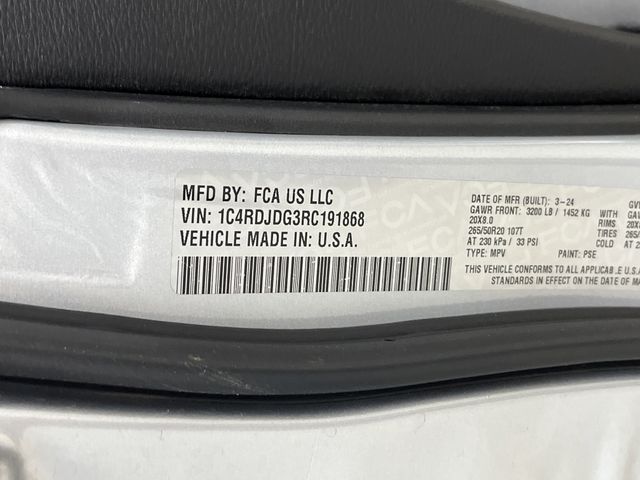 MFD BY: FCA US LLC
VIN: 1C4RDJDG3RC191868
VEHICLE MADE IN: U.S.A.
DATE OF MFR (BUILT): 3-24
GAWR FRONT: 3200 LB / 1452 KG WITH
20X8.0 RIMS
265/50R20 107T TIRES
AT 230 kPa / 33 PSI COLD
TYPE: MPV PAINT: PSE
THIS VEHICLE CONFORMS TO ALL APPLICABLE U.S.A.
STANDARDS IN EFFECT ON THE DATE OF